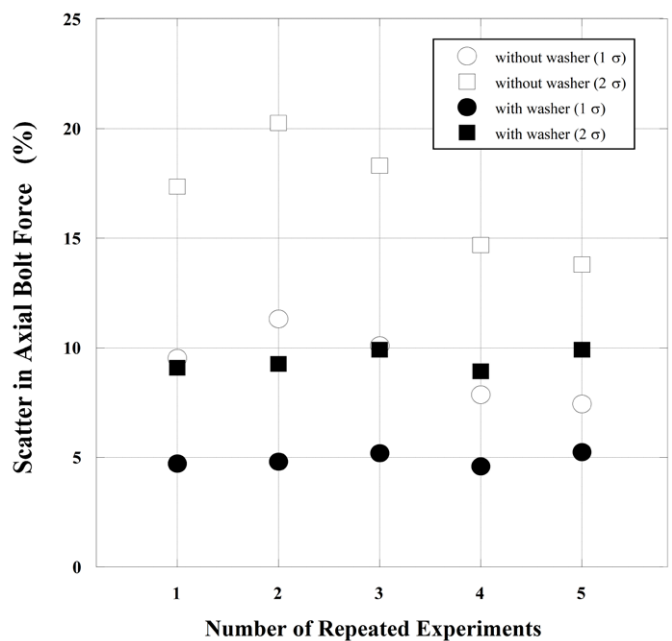 25
20
15
10
5
0
Scatter in Axial Bolt Force (%)
without washer (1 σ)
without washer (2 σ)
with washer (1 σ)
with washer (2 σ)
1 2 3 4 5
Number of Repeated Experiments